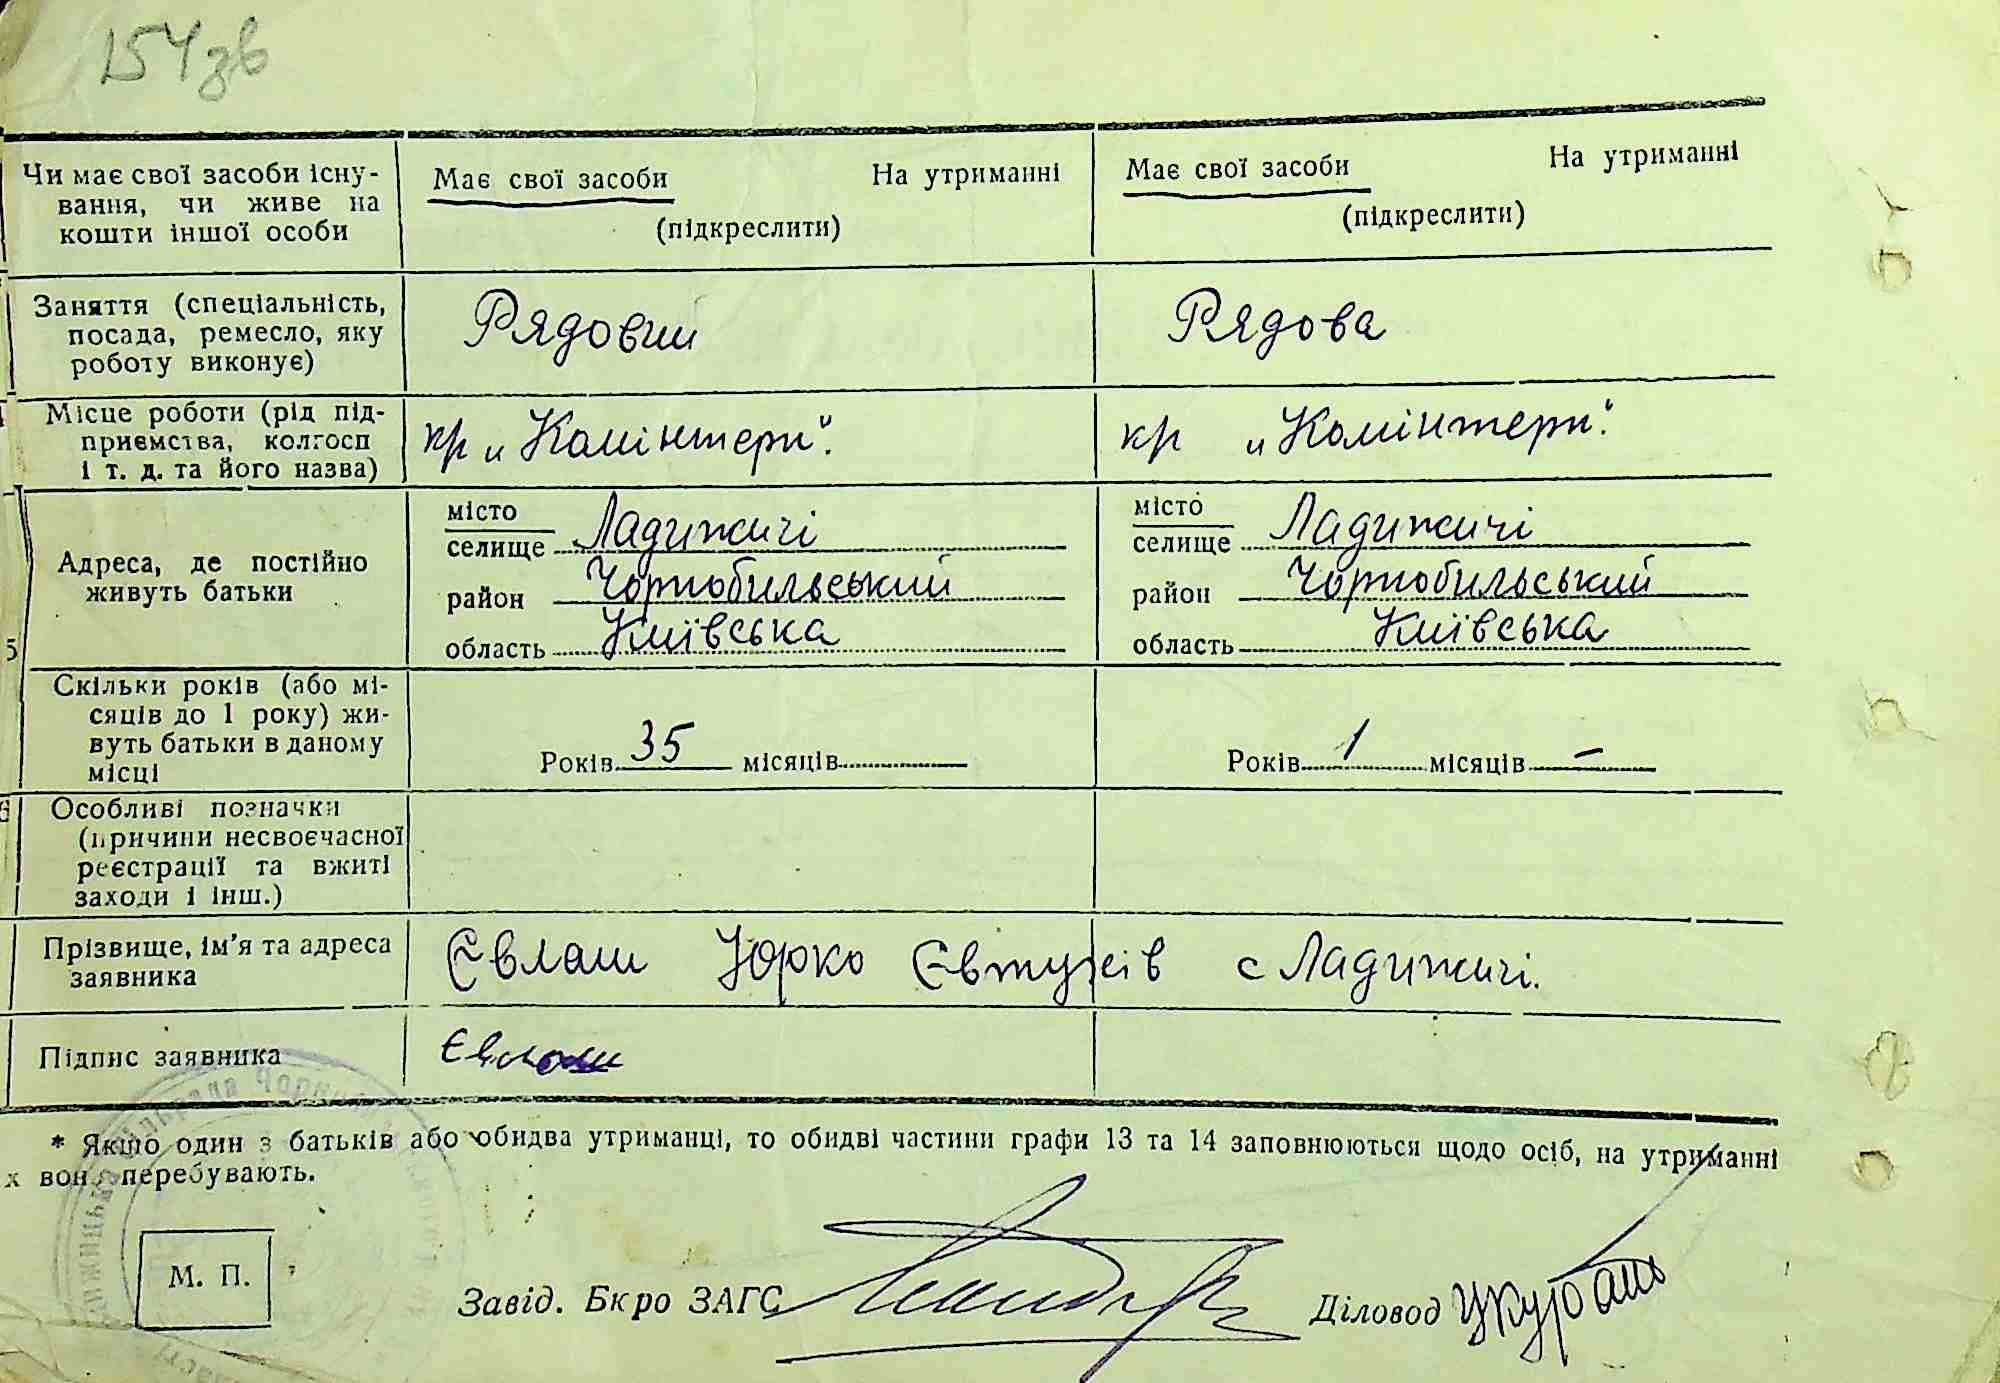 154зв
Чи має свої засоби існу-
вання, чи живе на
кошти іншої особи
Має свої засоби На утриманні
(підкреслити)
Має свої засоби На утриманні
(підкреслити)
Заняття (спеціальність,
посада, ремесло, яку
роботу виконує)
Рядовий
Рядова
Місце роботи (рід під-
приємства, колгосп
і т. д. та його назва)
кр „Комінтерн".
кр „Комінтерн".
Адреса, де постійно
живуть батьки
місто
селище Ладижичі
район Чорнобильський
область Київська
місто
селище Ладижичі
район Чорнобильський
область Київська
Скільки років (або мі-
сяців до 1 року) жи-
вуть батьки в даному
місці
Років 35 місяців
Років 1 місяців –
Особливі позначки
(причини несвоєчасної
реєстрації та вжиті
заходи і інш.)
Прізвище, ім'я та адреса
заявника
Євлаш Юрко Євтухів с Ладижичі.
Підпис заявника
Євлаш
* Якщо один з батьків або обидва утриманці, то обидві частини графи 13 та 14 заповнюються щодо осіб, на утриманні
х вони перебувають.
М. П.
Завід. Бюро ЗАГС
Діловод